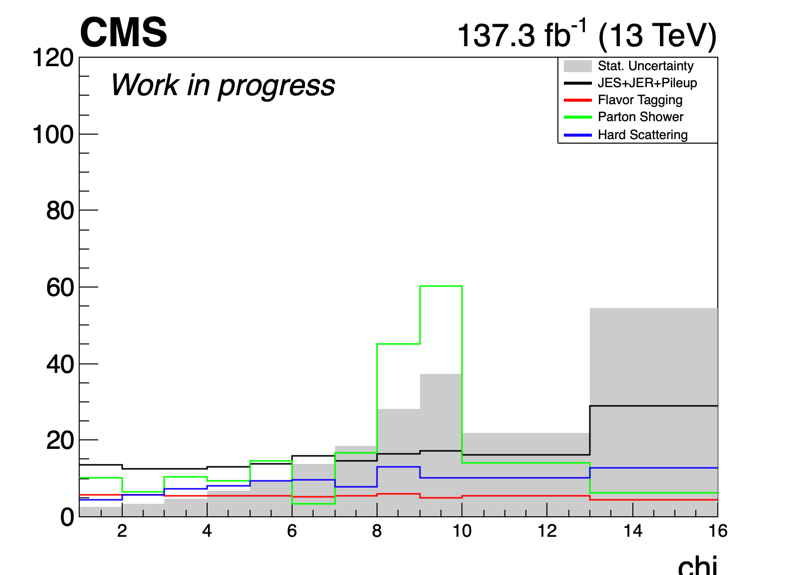 CMS 137.3 fb-1 (13 TeV)
Work in progress
Stat. Uncertainty
JES+JER+Pileup
Flavor Tagging
Parton Shower
Hard Scattering
120
100
80
60
40
20
0
2 4 6 8 10 12 14 16
chi